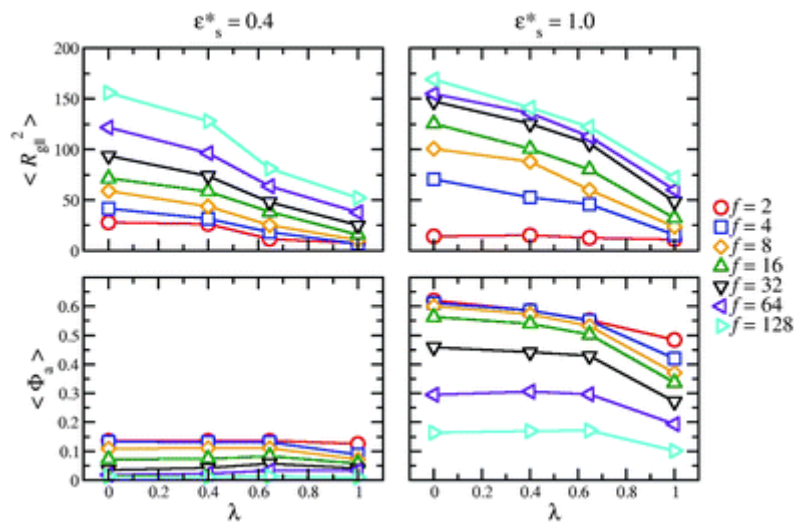 ε*s = 0.4
ε*s = 1.0
200
150
100
50
0
< Rgll² >
0.6
0.5
0.4
0.3
0.2
0.1
0
< Φa >
0 0.2 0.4 0.6 0.8 1
0 0.2 0.4 0.6 0.8 1
λ
λ
f = 2
f = 4
f = 8
f = 16
f = 32
f = 64
f = 128